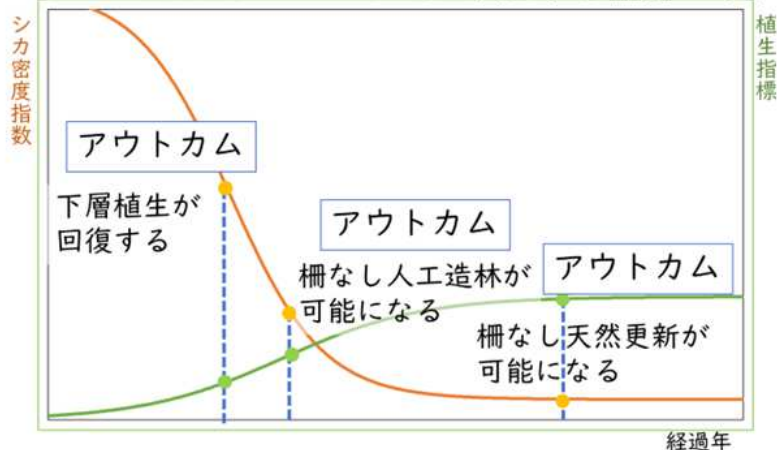 シカ密度指数
植生指標
アウトカム
下層植生が
回復する
アウトカム
柵なし人工造林が
可能になる
アウトカム
柵なし天然更新が
可能になる
経過年